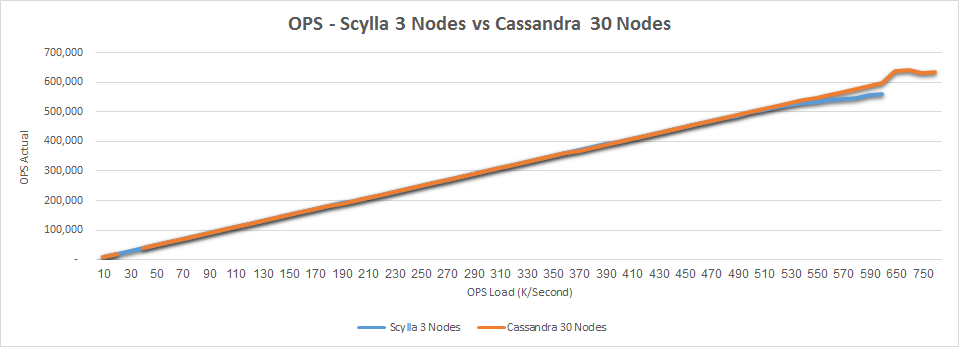 OPS - Scylla 3 Nodes vs Cassandra 30 Nodes
700,000
600,000
500,000
400,000
300,000
200,000
100,000
-
OPS Actual
10 30 50 70 90 110 130 150 170 190 210 230 250 270 290 310 330 350 370 390 410 430 450 470 490 510 530 550 570 590 650 750
OPS Load (K/Second)
Scylla 3 Nodes Cassandra 30 Nodes